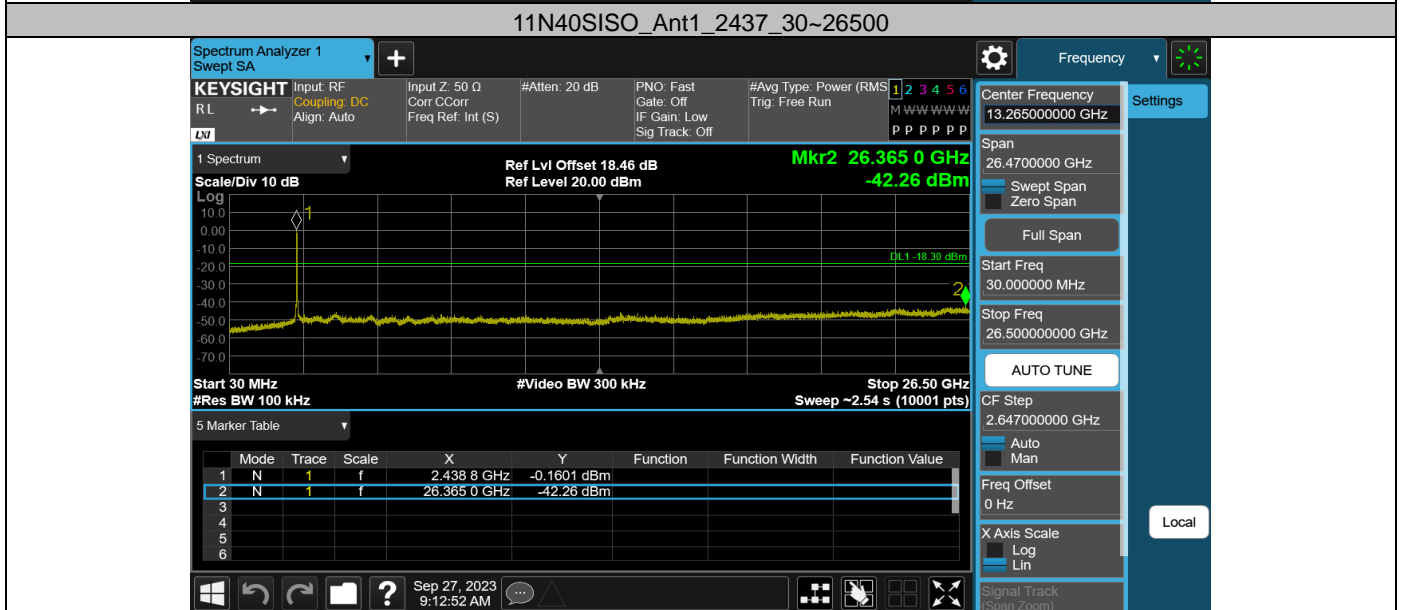 11N40SISO_Ant1_2437_30~26500
Spectrum Analyzer 1
Swept SA
+
Frequency
KEYSIGHT
RL
LXI
Input: RF
Coupling: DC
Align: Auto
Input Z: 50 Ω
Corr CCorr
Freq Ref: Int (S)
#Atten: 20 dB
PNO: Fast
Gate: Off
IF Gain: Low
Sig Track: Off
#Avg Type: Power (RMS
Trig: Free Run
1 2 3 4 5 6
M W W W W W
P P P P P P
Center Frequency
13.265000000 GHz
Settings
1 Spectrum
Scale/Div 10 dB
Ref Lvl Offset 18.46 dB
Ref Level 20.00 dBm
Mkr2 26.365 0 GHz
-42.26 dBm
Log
10.0
0.00
-10.0
-20.0
-30.0
-40.0
-50.0
-60.0
-70.0
1
DL1 -18.30 dBm
2
Start 30 MHz
#Video BW 300 kHz
Stop 26.50 GHz
#Res BW 100 kHz
Sweep ~2.54 s (10001 pts)
Span
26.4700000 GHz
Swept Span
Zero Span
Full Span
Start Freq
30.000000 MHz
Stop Freq
26.500000000 GHz
AUTO TUNE
CF Step
2.647000000 GHz
Auto
Man
Freq Offset
0 Hz
X Axis Scale
Log
Lin
Signal Track
(Span Zoom)
Local
5 Marker Table
Mode Trace Scale X Y Function Function Width Function Value
1 N 1 f 2.438 8 GHz -0.1601 dBm
2 N 1 f 26.365 0 GHz -42.26 dBm
3
4
5
6
?
Sep 27, 2023
9:12:52 AM